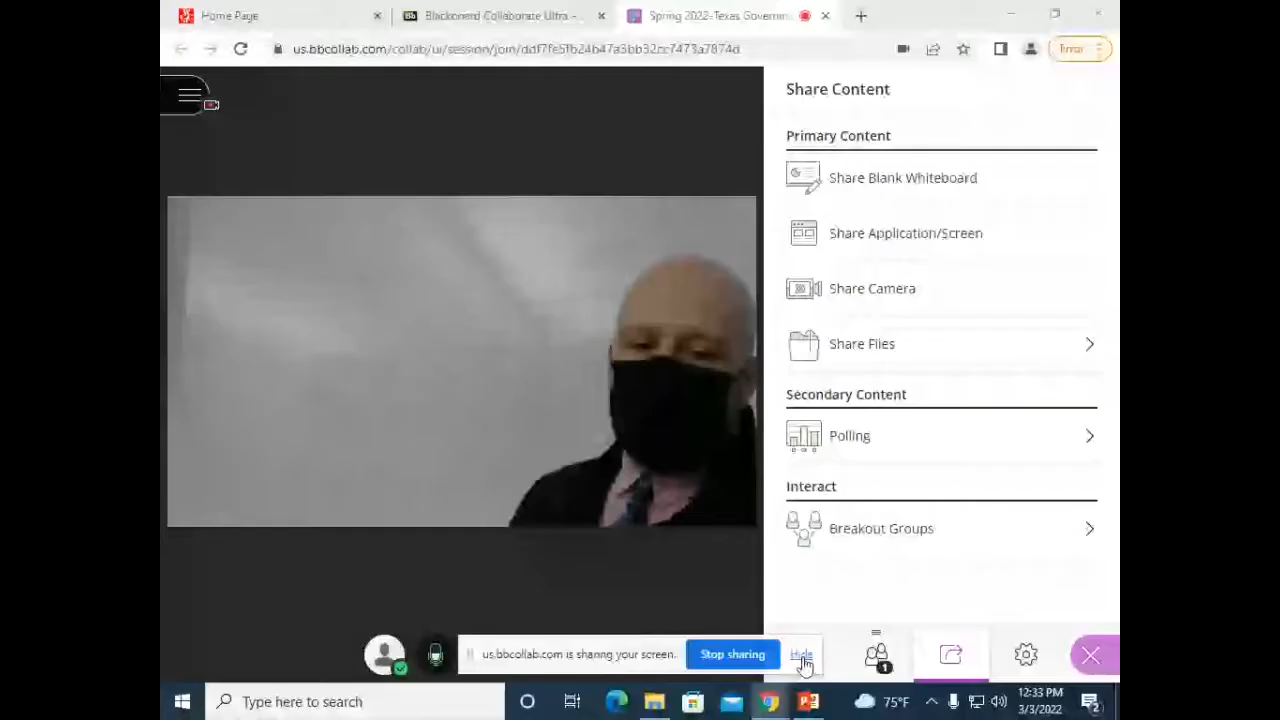 Home Page
Blackboard Collaborate Ultra –
Spring 2022-Texas Governm
us.bbcollab.com/collab/ui/session/join/
Error
Share Content
Primary Content
Share Blank Whiteboard
Share Application/Screen
Share Camera
Share Files
Secondary Content
Polling
Interact
Breakout Groups
us.bbcollab.com is sharing your screen.
Stop sharing
Hide
1
Type here to search
75°F
12:33 PM
3/3/2022
2